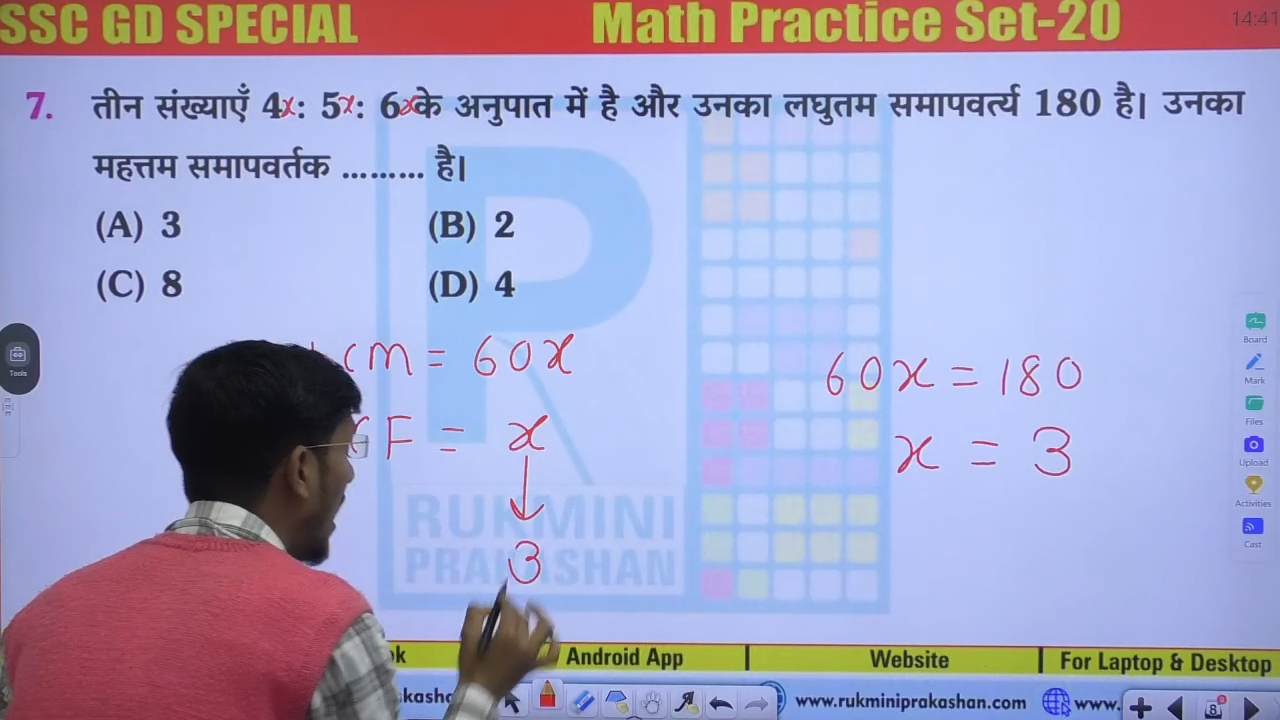 SSC GD SPECIAL Math Practice Set-20 14:41
7. तीन संख्याएँ 4x : 5x : 6x के अनुपात में है और उनका लघुतम समापवर्त्य 180 है। उनका
महत्तम समापवर्तक ......... है।
(A) 3 (B) 2
(C) 8 (D) 4
CM = 60x
60x = 180
F = x
x = 3
3
RUKMINI
PRAKASHAN
Tools
Board
Mark
Files
Upload
Activities
Cast
Android App Website For Laptop & Desktop
www.rukminiprakashan.com www.
8